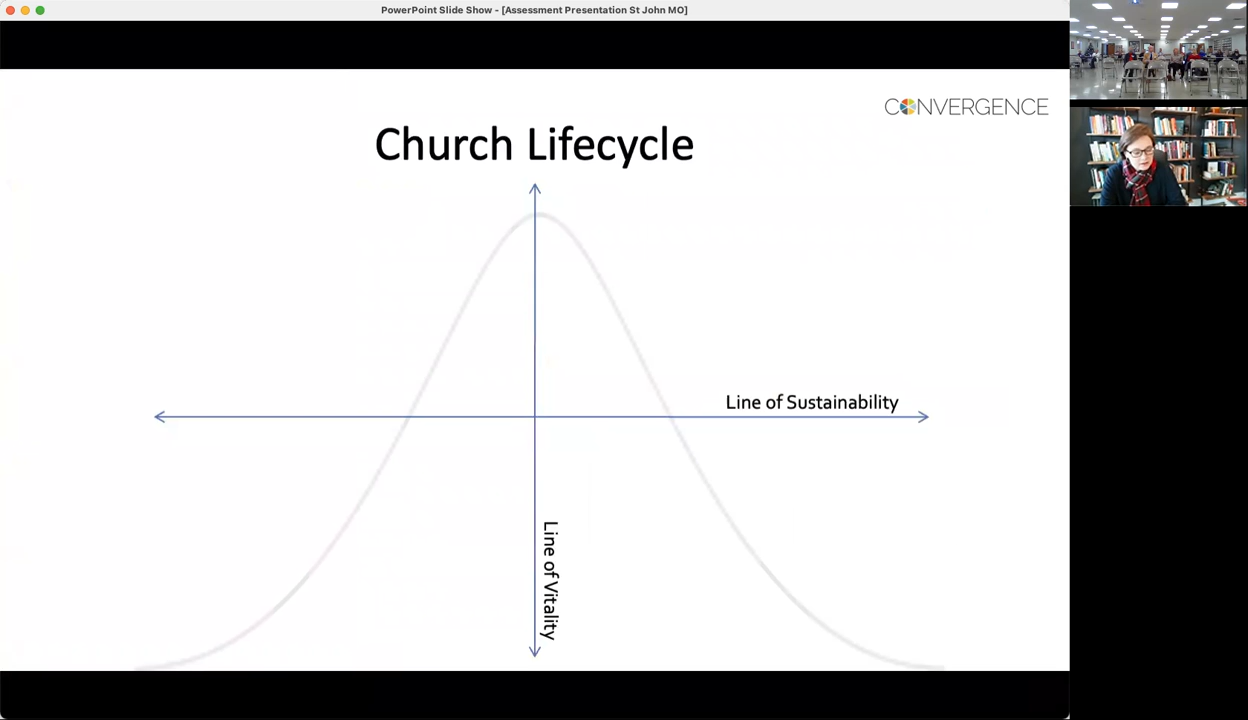 PowerPoint Slide Show - [Assessment Presentation St John MO]
CONVERGENCE
Church Lifecycle
Line of Sustainability
Line of Vitality